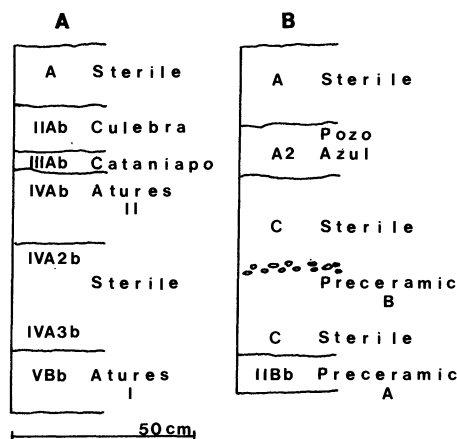 A
A Sterile
IIAb Culebra
IIIAb Cataniapo
IVAb Atures
II
IVA2b
Sterile
IVA3b
VBb Atures
I
50 cm
B
A Sterile
Pozo
A2 Azul
C Sterile
Preceramic
B
C Sterile
IIBb Preceramic
A